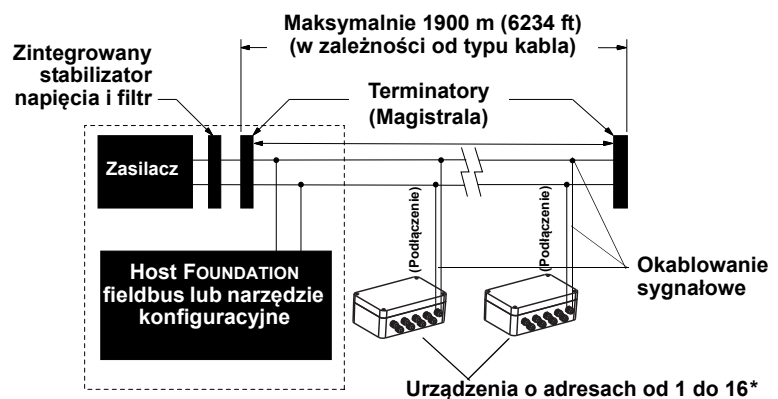 Maksymalnie 1900 m (6234 ft)
(w zależności od typu kabla)
Zintegrowany
stabilizator
napięcia i filtr
Terminatory
(Magistrala)
Zasilacz
(Podłączenie)
(Podłączenie)
Host FOUNDATION
fieldbus lub narzędzie
konfiguracyjne
Okablowanie
sygnałowe
Urządzenia o adresach od 1 do 16*